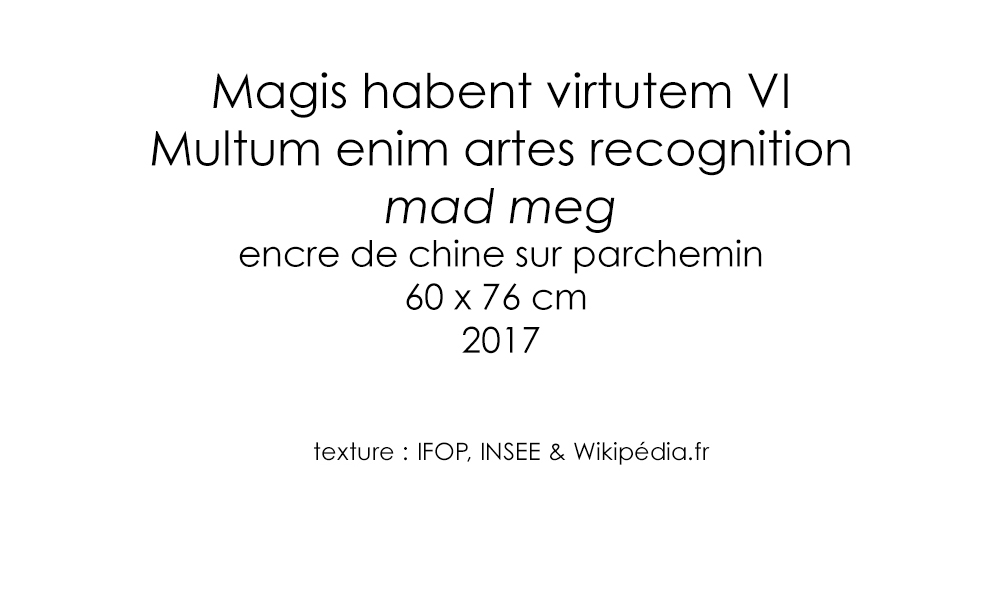 Magis habent virtutem VI
Multum enim artes recognition
mad meg
encre de chine sur parchemin
60 x 76 cm
2017
texture : IFOP, INSEE & Wikipédia.fr